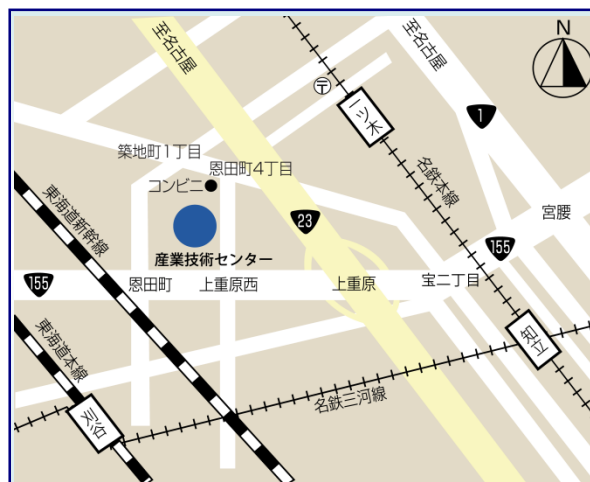 N
至名古屋
至名古屋
〒
一ツ木
1
築地町1丁目
恩田町4丁目
コンビニ
名鉄本線
東海道新幹線
23
宮腰
155
産業技術センター
155
恩田町
上重原西
上重原
宝二丁目
東海道本線
知立
名鉄三河線
刈谷